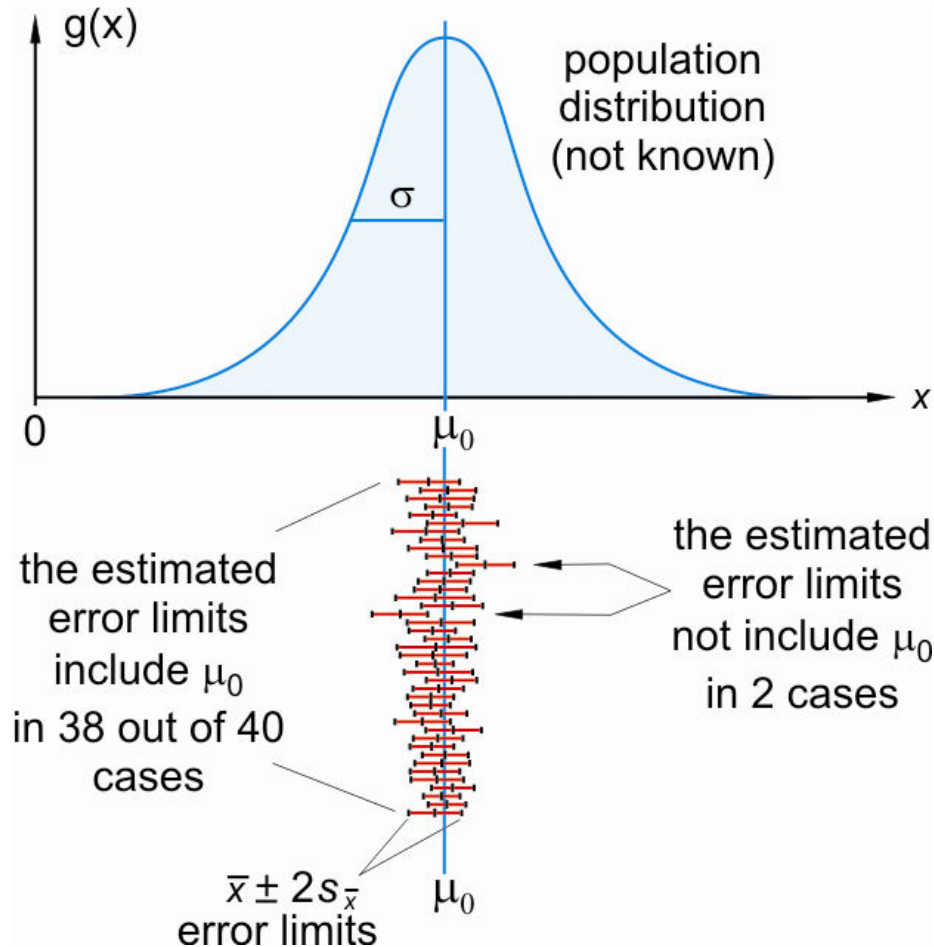 g(x)
population
distribution
(not known)
σ
x
0
μ₀
the estimated
error limits
include μ₀
in 38 out of 40
cases
the estimated
error limits
not include μ₀
in 2 cases
x̄ ± 2s_x̄
error limits
μ₀